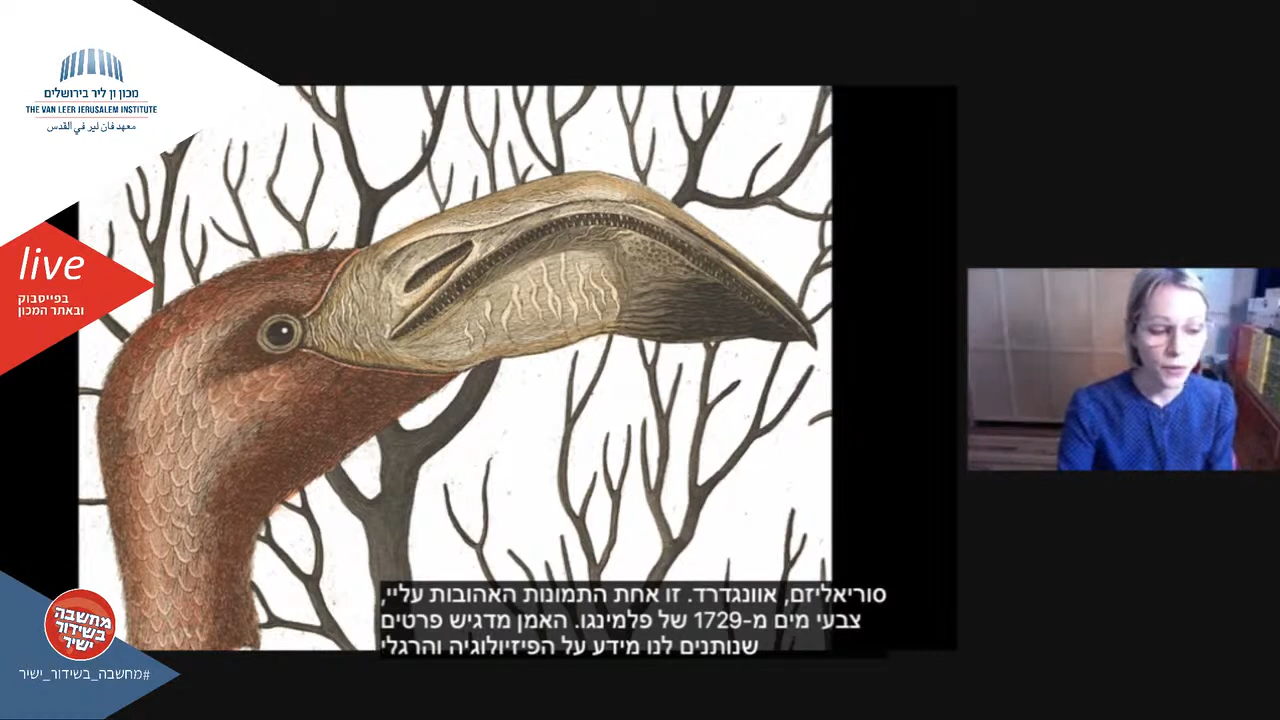 מכון ון ליר בירושלים
THE VAN LEER JERUSALEM INSTITUTE
معهد فان لير في القدس
live
בפייסבוק
ובאתר המכון
סוריאליזם, אוונגדרד. זו אחת התמונות האהובות עליי,
צבעי מים מ-1729 של פלמינגו. האמן מדגיש פרטים
שנותנים לנו מידע על הפיזיולוגיה והרגלי
מחשבה
בשידור
ישיר
#מחשבה_בשידור_ישיר